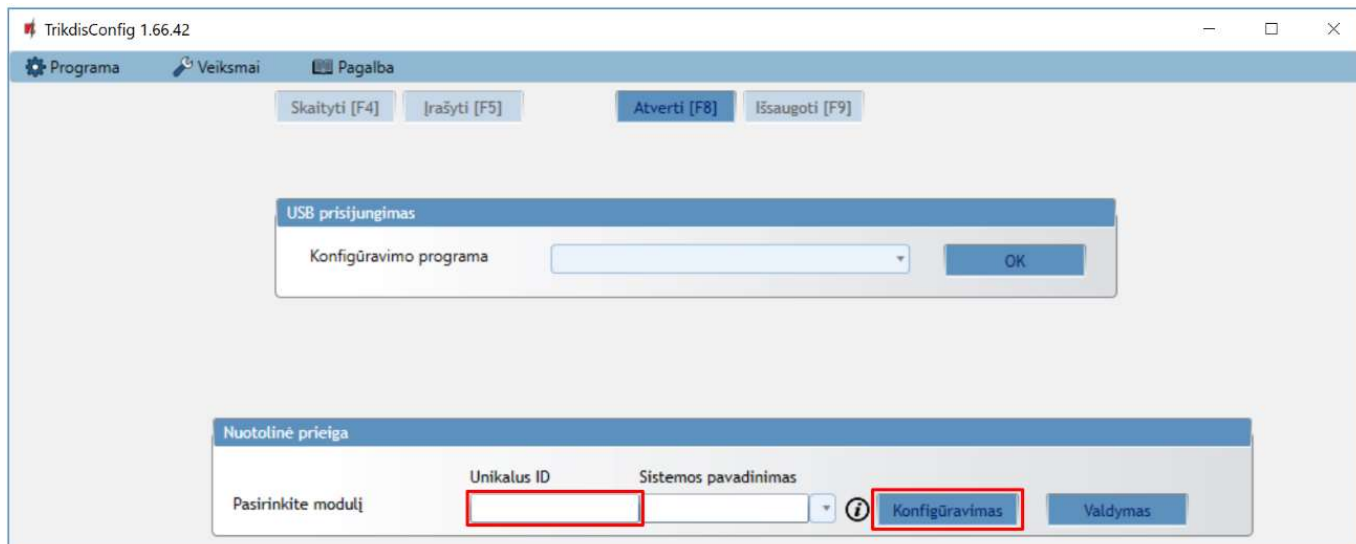 TrikdisConfig 1.66.42
Programa Veiksmai Pagalba
Skaityti [F4] Įrašyti [F5] Atverti [F8] Išsaugoti [F9]
USB prisijungimas
Konfigūravimo programa OK
Nuotolinė prieiga
Unikalus ID Sistemos pavadinimas
Pasirinkite modulį Konfigūravimas Valdymas